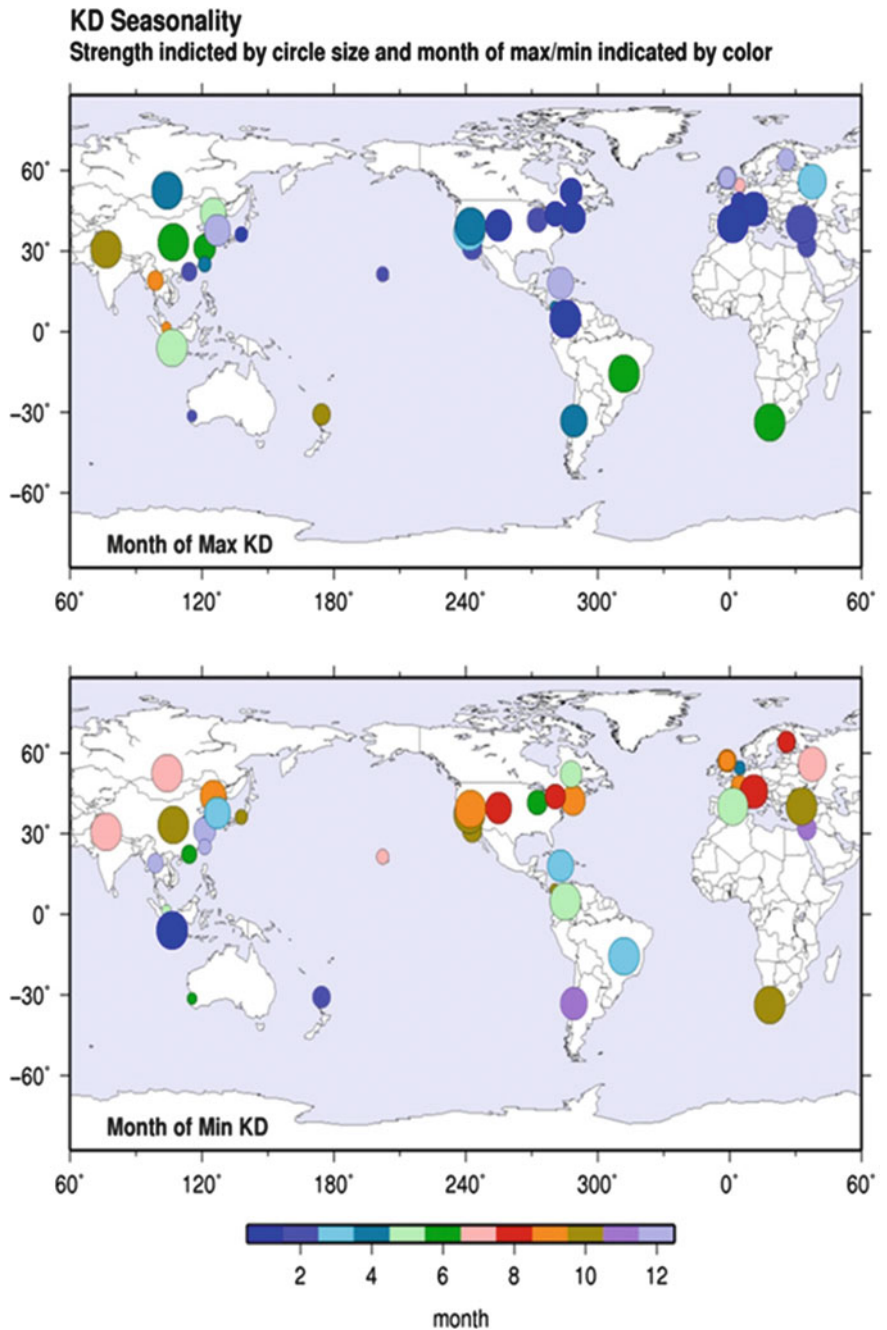 KD Seasonality
Strength indicted by circle size and month of max/min indicated by color
60°
30°
0°
−30°
−60°
Month of Max KD
60° 120° 180° 240° 300° 0° 60°
60°
30°
0°
−30°
−60°
Month of Min KD
60° 120° 180° 240° 300° 0° 60°
2 4 6 8 10 12
month